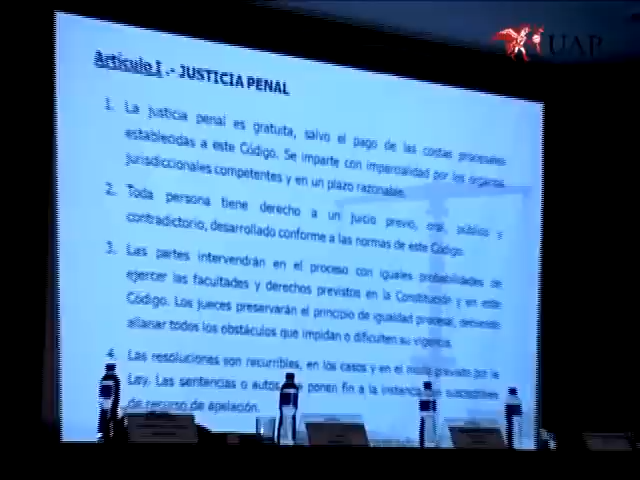 UAP
Artículo I .- JUSTICIA PENAL
1. La justicia penal es gratuita, salvo el pago de las costas procesales
establecidas a este Código. Se imparte con imparcialidad por los órganos
jurisdiccionales competentes y en un plazo razonable.
2. Toda persona tiene derecho a un juicio previo, oral, público y
contradictorio, desarrollado conforme a las normas de este Código.
3. Las partes intervendrán en el proceso con iguales probabilidades de
ejercer las facultades y derechos previstos en la Constitución y en este
Código. Los jueces preservarán el principio de igualdad procesal, debiendo
allanar todos los obstáculos que impidan o dificulten su vigencia.
4. Las resoluciones son recurribles, en los casos y en el modo previsto por la
Ley. Las sentencias o autos que ponen fin a la instancia son susceptibles
de recurso de apelación.